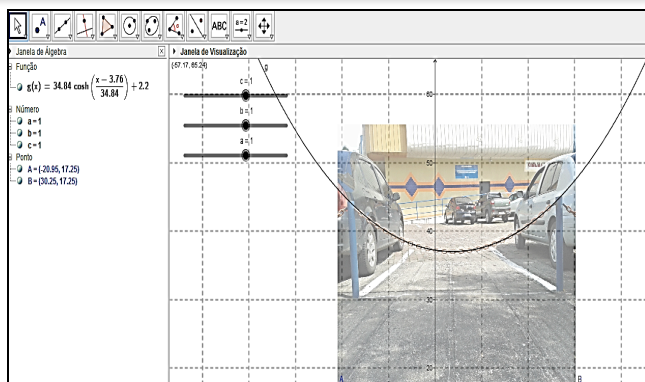 ABC
a=2
Janela de Álgebra
Janela de Visualização
Função
g(x) = 34.84 cosh ( x − 3.76 / 34.84 ) + 2.2
Número
a = 1
b = 1
c = 1
Ponto
A = (-20.95, 17.25)
B = (30.25, 17.25)
(-57.17, 65.24)
g
c = 1
b = 1
a = 1
60
50
40
30
20
A
B